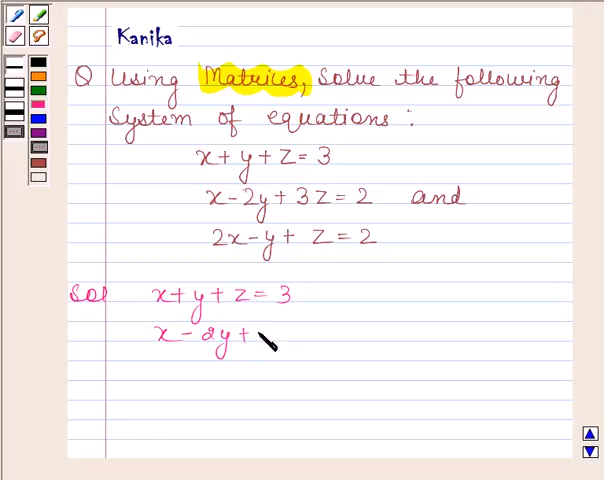 Kanika
Q Using Matrices, Solve the following
System of equations :
x + y + z = 3
x - 2y + 3z = 2 and
2x - y + z = 2
Sol x + y + z = 3
x - 2y +